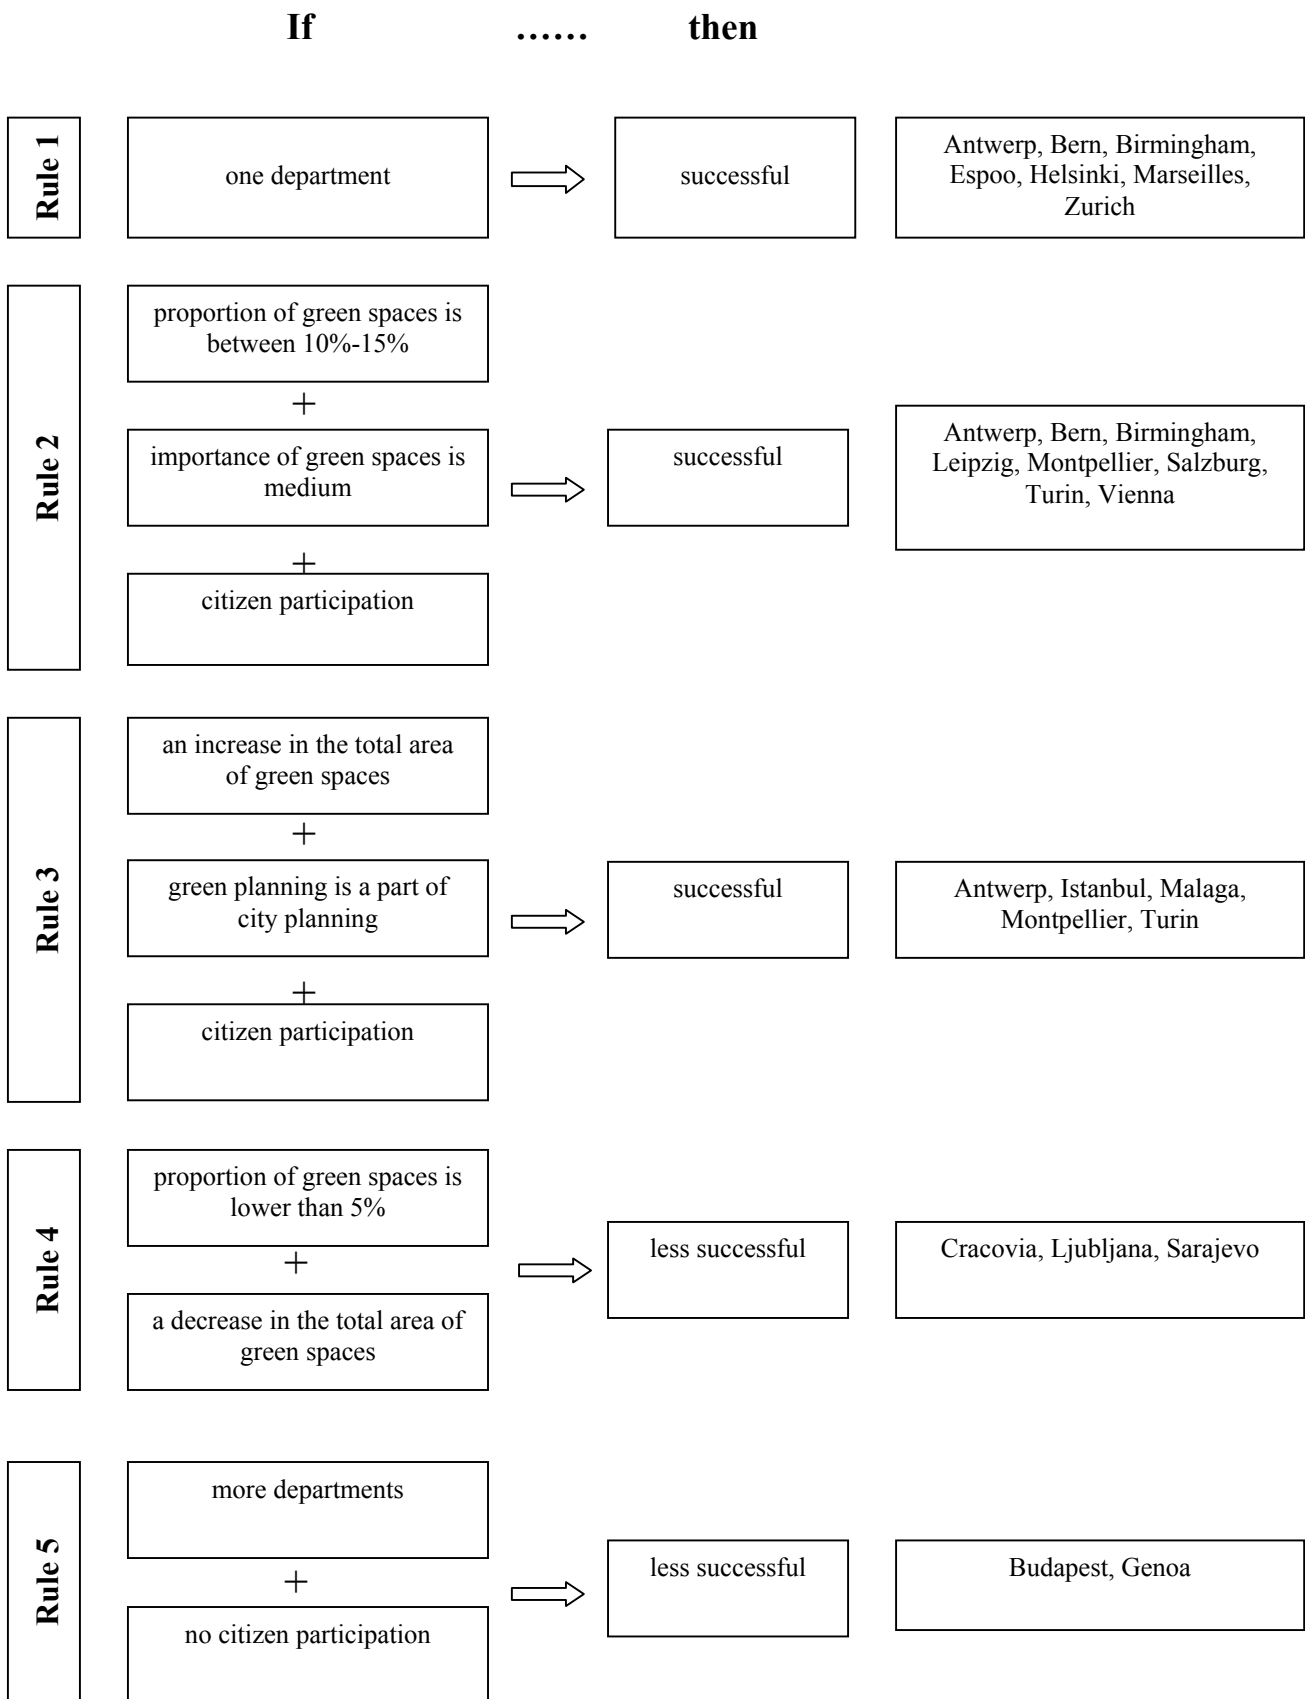 If ...... then
Rule 1
one department
successful
Antwerp, Bern, Birmingham,
Espoo, Helsinki, Marseilles,
Zurich
Rule 2
proportion of green spaces is
between 10%-15%
+
importance of green spaces is
medium
+
citizen participation
successful
Antwerp, Bern, Birmingham,
Leipzig, Montpellier, Salzburg,
Turin, Vienna
Rule 3
an increase in the total area
of green spaces
+
green planning is a part of
city planning
+
citizen participation
successful
Antwerp, Istanbul, Malaga,
Montpellier, Turin
Rule 4
proportion of green spaces is
lower than 5%
+
a decrease in the total area of
green spaces
less successful
Cracovia, Ljubljana, Sarajevo
Rule 5
more departments
+
no citizen participation
less successful
Budapest, Genoa